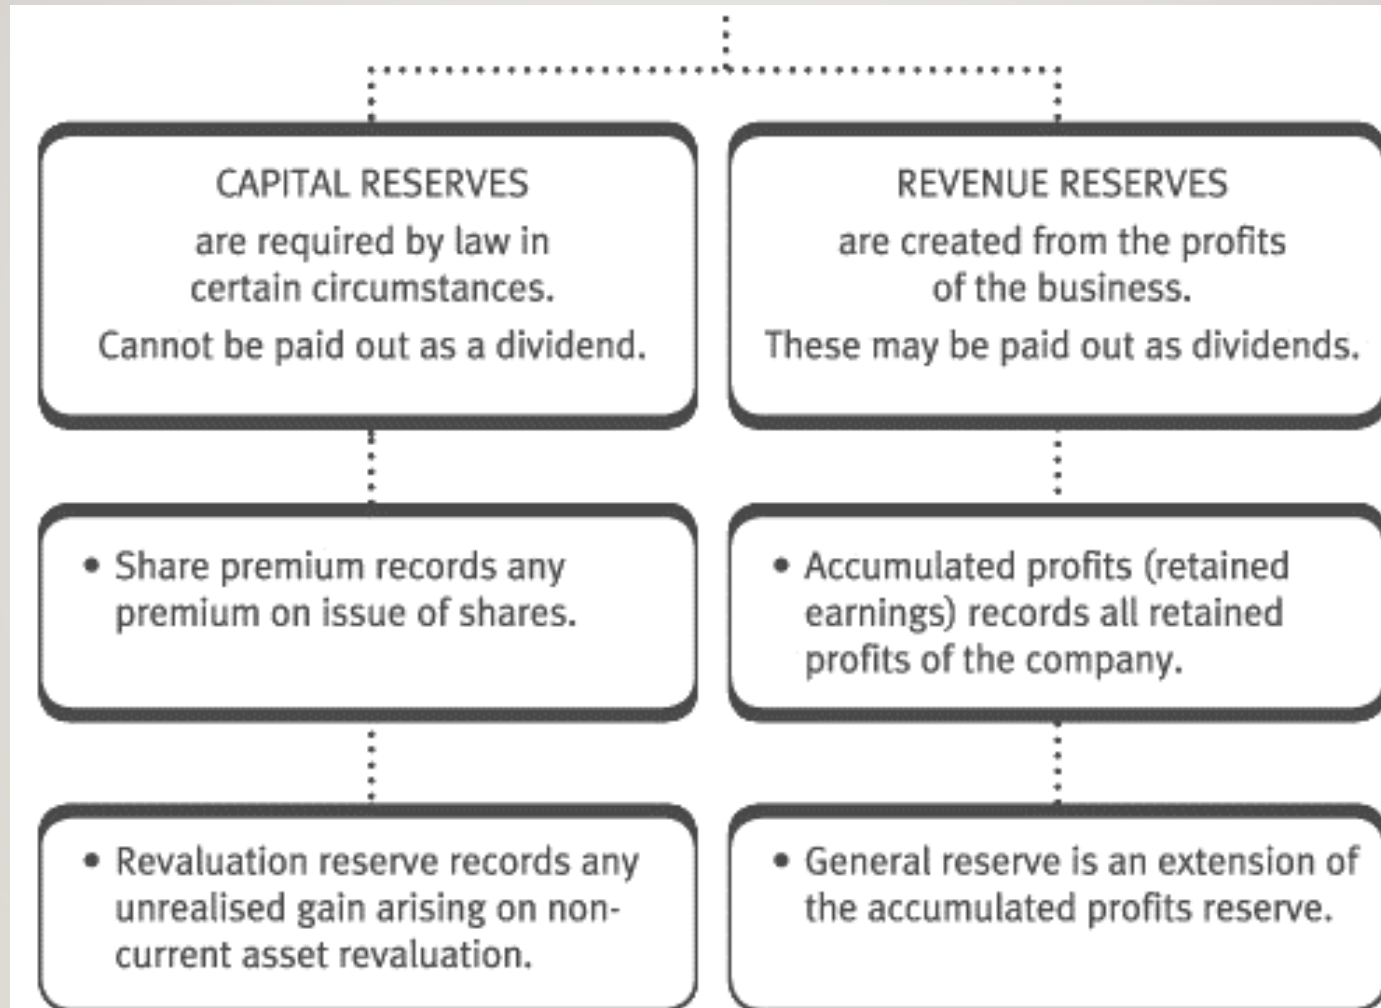 CAPITAL RESERVES
are required by law in
certain circumstances.
Cannot be paid out as a dividend.
REVENUE RESERVES
are created from the profits
of the business.
These may be paid out as dividends.
• Share premium records any
premium on issue of shares.
• Accumulated profits (retained
earnings) records all retained
profits of the company.
• Revaluation reserve records any
unrealised gain arising on non-
current asset revaluation.
• General reserve is an extension of
the accumulated profits reserve.